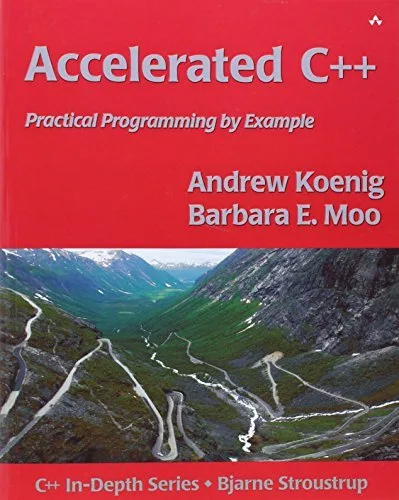 Accelerated C++
Practical Programming by Example
Andrew Koenig
Barbara E. Moo
C++ In-Depth Series • Bjarne Stroustrup